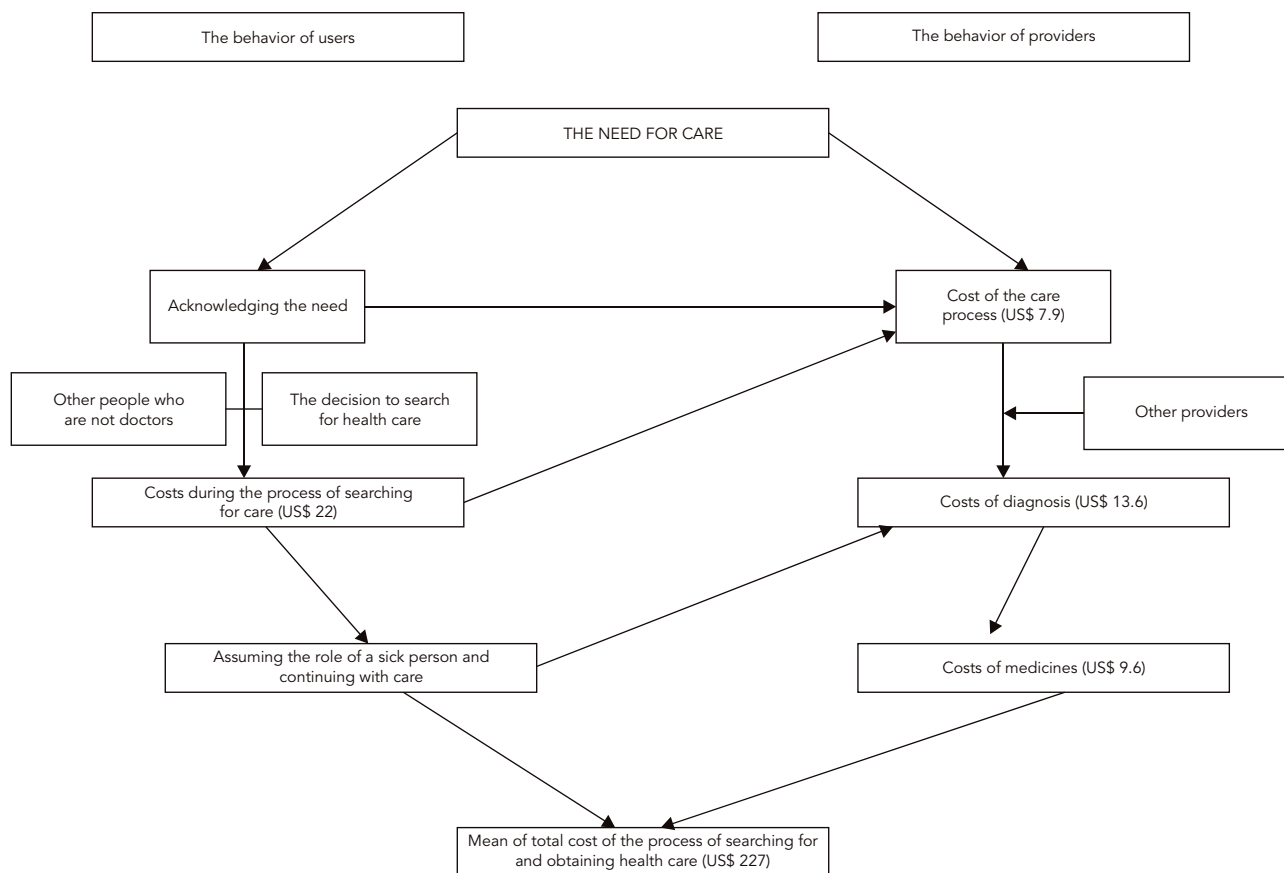 The behavior of users
The behavior of providers
THE NEED FOR CARE
Acknowledging the need
Cost of the care
process (US$ 7.9)
Other people who
are not doctors
The decision to search
for health care
Other providers
Costs during the process of searching
for care (US$ 22)
Costs of diagnosis (US$ 13.6)
Assuming the role of a sick person and
continuing with care
Costs of medicines (US$ 9.6)
Mean of total cost of the process of searching for
and obtaining health care (US$ 227)